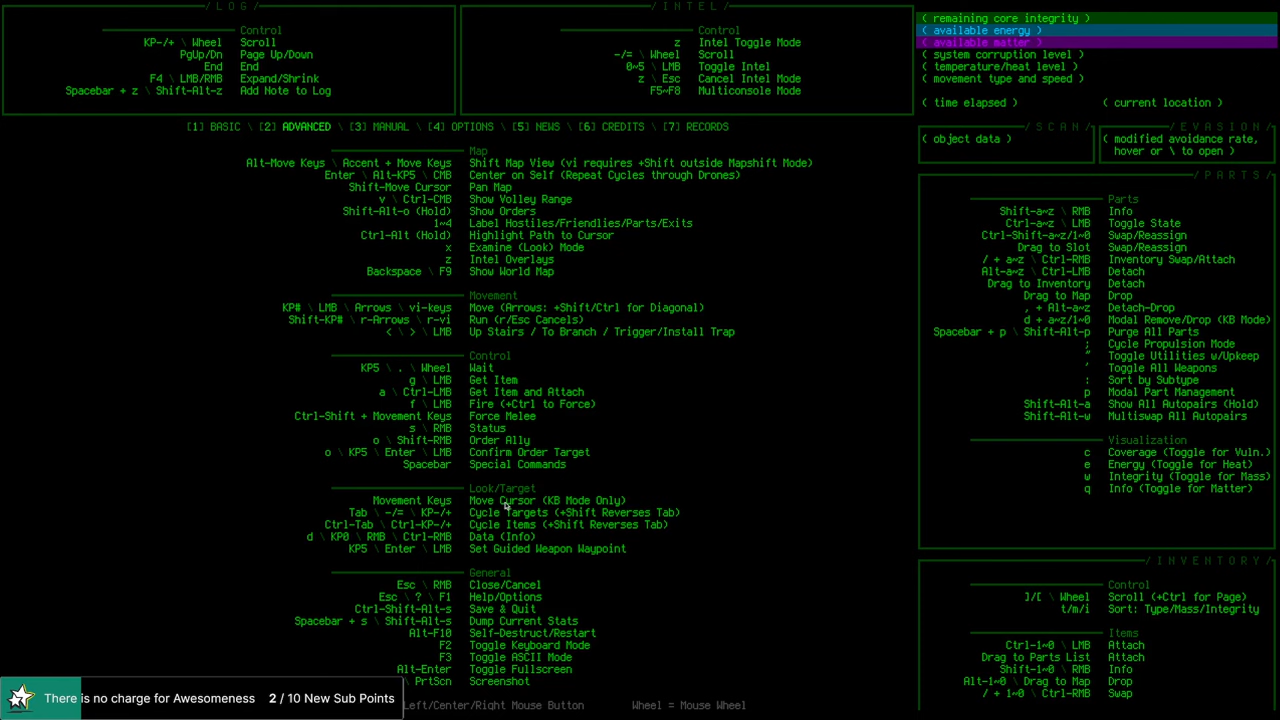 / L O G /
Control
KP-/+ \ Wheel Scroll
PgUp/Dn Page Up/Down
End End
F4 \ LMB/RMB Expand/Shrink
Spacebar + z \ Shift-Alt-z Add Note to Log
/ I N T E L /
Control
z Intel Toggle Mode
-/= \ Wheel Scroll
0~5 \ LMB Toggle Intel
z \ Esc Cancel Intel Mode
F5~F8 Multiconsole Mode
( remaining core integrity )
( available energy )
( available matter )
( system corruption level )
( temperature/heat level )
( movement type and speed )
( time elapsed ) ( current location )
/ S C A N /
( object data )
/ E V A S I O N /
( modified avoidance rate,
hover or \ to open )
[1] BASIC \ [2] ADVANCED \ [3] MANUAL \ [4] OPTIONS \ [5] NEWS \ [6] CREDITS \ [7] RECORDS
Map
Alt-Move Keys \ Accent + Move Keys Shift Map View (vi requires +Shift outside Mapshift Mode)
Enter \ Alt-KP5 \ CMB Center on Self (Repeat Cycles through Drones)
Shift-Move Cursor Pan Map
v \ Ctrl-CMB Show Volley Range
Shift-Alt-o (Hold) Show Orders
1~4 Label Hostiles/Friendlies/Parts/Exits
Ctrl-Alt (Hold) Highlight Path to Cursor
x Examine (Look) Mode
z Intel Overlays
Backspace \ F9 Show World Map
Movement
KP# \ LMB \ Arrows \ vi-keys Move (Arrows: +Shift/Ctrl for Diagonal)
Shift-KP# \ r-Arrows \ r-vi Run (r/Esc Cancels)
< \ > \ LMB Up Stairs / To Branch / Trigger/Install Trap
Control
KP5 \ . \ Wheel Wait
g \ LMB Get Item
a \ Ctrl-LMB Get Item and Attach
f \ LMB Fire (+Ctrl to Force)
Ctrl-Shift + Movement Keys Force Melee
s \ RMB Status
o \ Shift-RMB Order Ally
o \ KP5 \ Enter \ LMB Confirm Order Target
Spacebar Special Commands
Look/Target
Movement Keys Move Cursor (KB Mode Only)
Tab \ -/= \ KP-/+ Cycle Targets (+Shift Reverses Tab)
Ctrl-Tab \ Ctrl-KP-/+ Cycle Items (+Shift Reverses Tab)
d \ KP0 \ RMB \ Ctrl-RMB Data (Info)
KP5 \ Enter \ LMB Set Guided Weapon Waypoint
General
Esc \ RMB Close/Cancel
Esc \ ? \ F1 Help/Options
Ctrl-Shift-Alt-s Save & Quit
Spacebar + s \ Shift-Alt-s Dump Current Stats
Alt-F10 Self-Destruct/Restart
F2 Toggle Keyboard Mode
F3 Toggle ASCII Mode
Alt-Enter Toggle Fullscreen
PrtScn Screenshot
Left/Center/Right Mouse Button Wheel = Mouse Wheel
/ P A R T S /
Parts
Shift-a~z \ RMB Info
Ctrl-a~z \ LMB Toggle State
Ctrl-Shift-a~z/1~0 Swap/Reassign
Drag to Slot Swap/Reassign
/ + a~z \ Ctrl-RMB Inventory Swap/Attach
Alt-a~z \ Ctrl-LMB Detach
Drag to Inventory Detach
Drag to Map Drop
, + Alt-a~z Detach-Drop
d + a~z/1~0 Modal Remove/Drop (KB Mode)
Spacebar + p \ Shift-Alt-p Purge All Parts
; Cycle Propulsion Mode
" Toggle Utilities w/Upkeep
' Toggle All Weapons
: Sort by Subtype
p Modal Part Management
Shift-Alt-a Show All Autopairs (Hold)
Shift-Alt-w Multiswap All Autopairs
Visualization
c Coverage (Toggle for Vuln.)
e Energy (Toggle for Heat)
w Integrity (Toggle for Mass)
q Info (Toggle for Matter)
/ I N V E N T O R Y /
Control
]/[ \ Wheel Scroll (+Ctrl for Page)
t/m/i Sort: Type/Mass/Integrity
Items
Ctrl-1~0 \ LMB Attach
Drag to Parts List Attach
Shift-1~0 \ RMB Info
Alt-1~0 \ Drag to Map Drop
/ + 1~0 \ Ctrl-RMB Swap
There is no charge for Awesomeness 2 / 10 New Sub Points